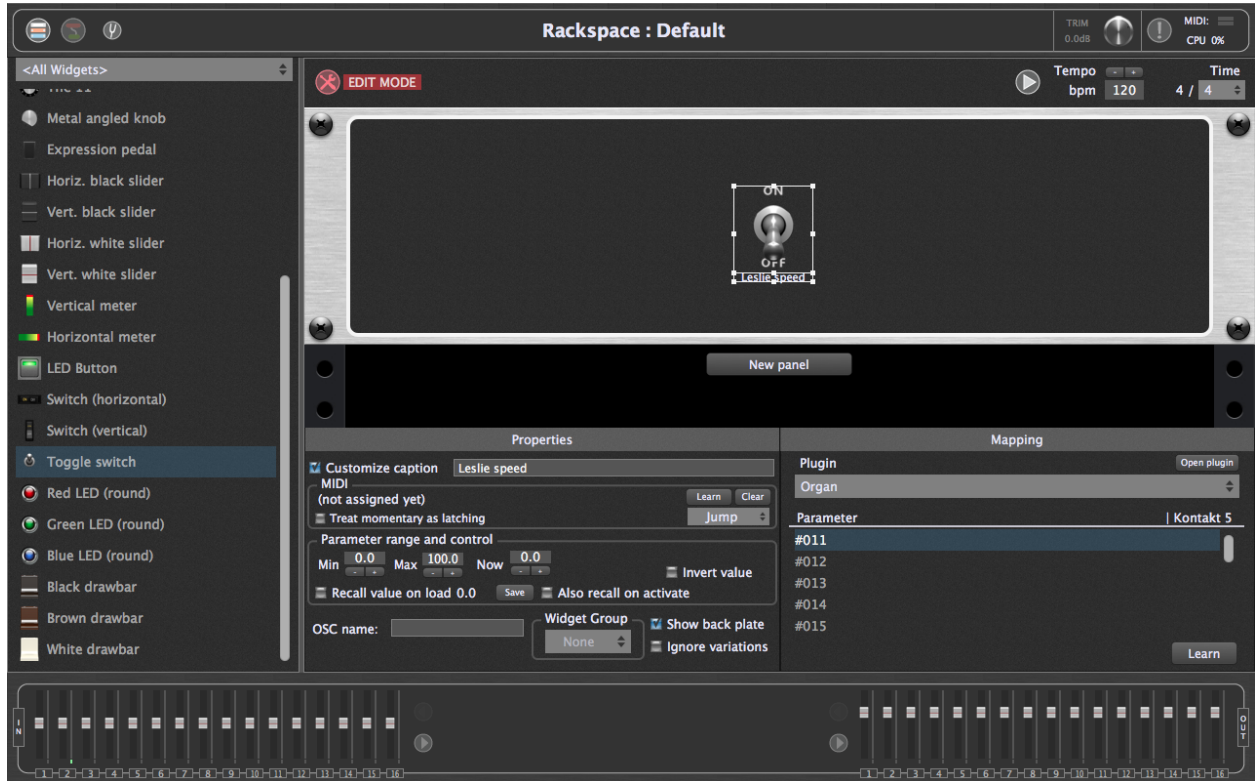 Rackspace : Default
TRIM
0.0dB
MIDI:
CPU 0%
<All Widgets>
Metal angled knob
Expression pedal
Horiz. black slider
Vert. black slider
Horiz. white slider
Vert. white slider
Vertical meter
Horizontal meter
LED Button
Switch (horizontal)
Switch (vertical)
Toggle switch
Red LED (round)
Green LED (round)
Blue LED (round)
Black drawbar
Brown drawbar
White drawbar
EDIT MODE
Tempo
bpm 120
Time
4 / 4
ON
OFF
Leslie speed
New panel
Properties
Customize caption Leslie speed
MIDI
(not assigned yet) Learn Clear
Treat momentary as latching Jump
Parameter range and control
Min 0.0 Max 100.0 Now 0.0
- + - + - +
Invert value
Recall value on load 0.0 Save Also recall on activate
OSC name:
Widget Group
None
Show back plate
Ignore variations
Mapping
Plugin Open plugin
Organ
Parameter | Kontakt 5
#011
#012
#013
#014
#015
Learn
IN
1 2 3 4 5 6 7 8 9 10 11 12 13 14 15 16
1 2 3 4 5 6 7 8 9 10 11 12 13 14 15 16
OUT